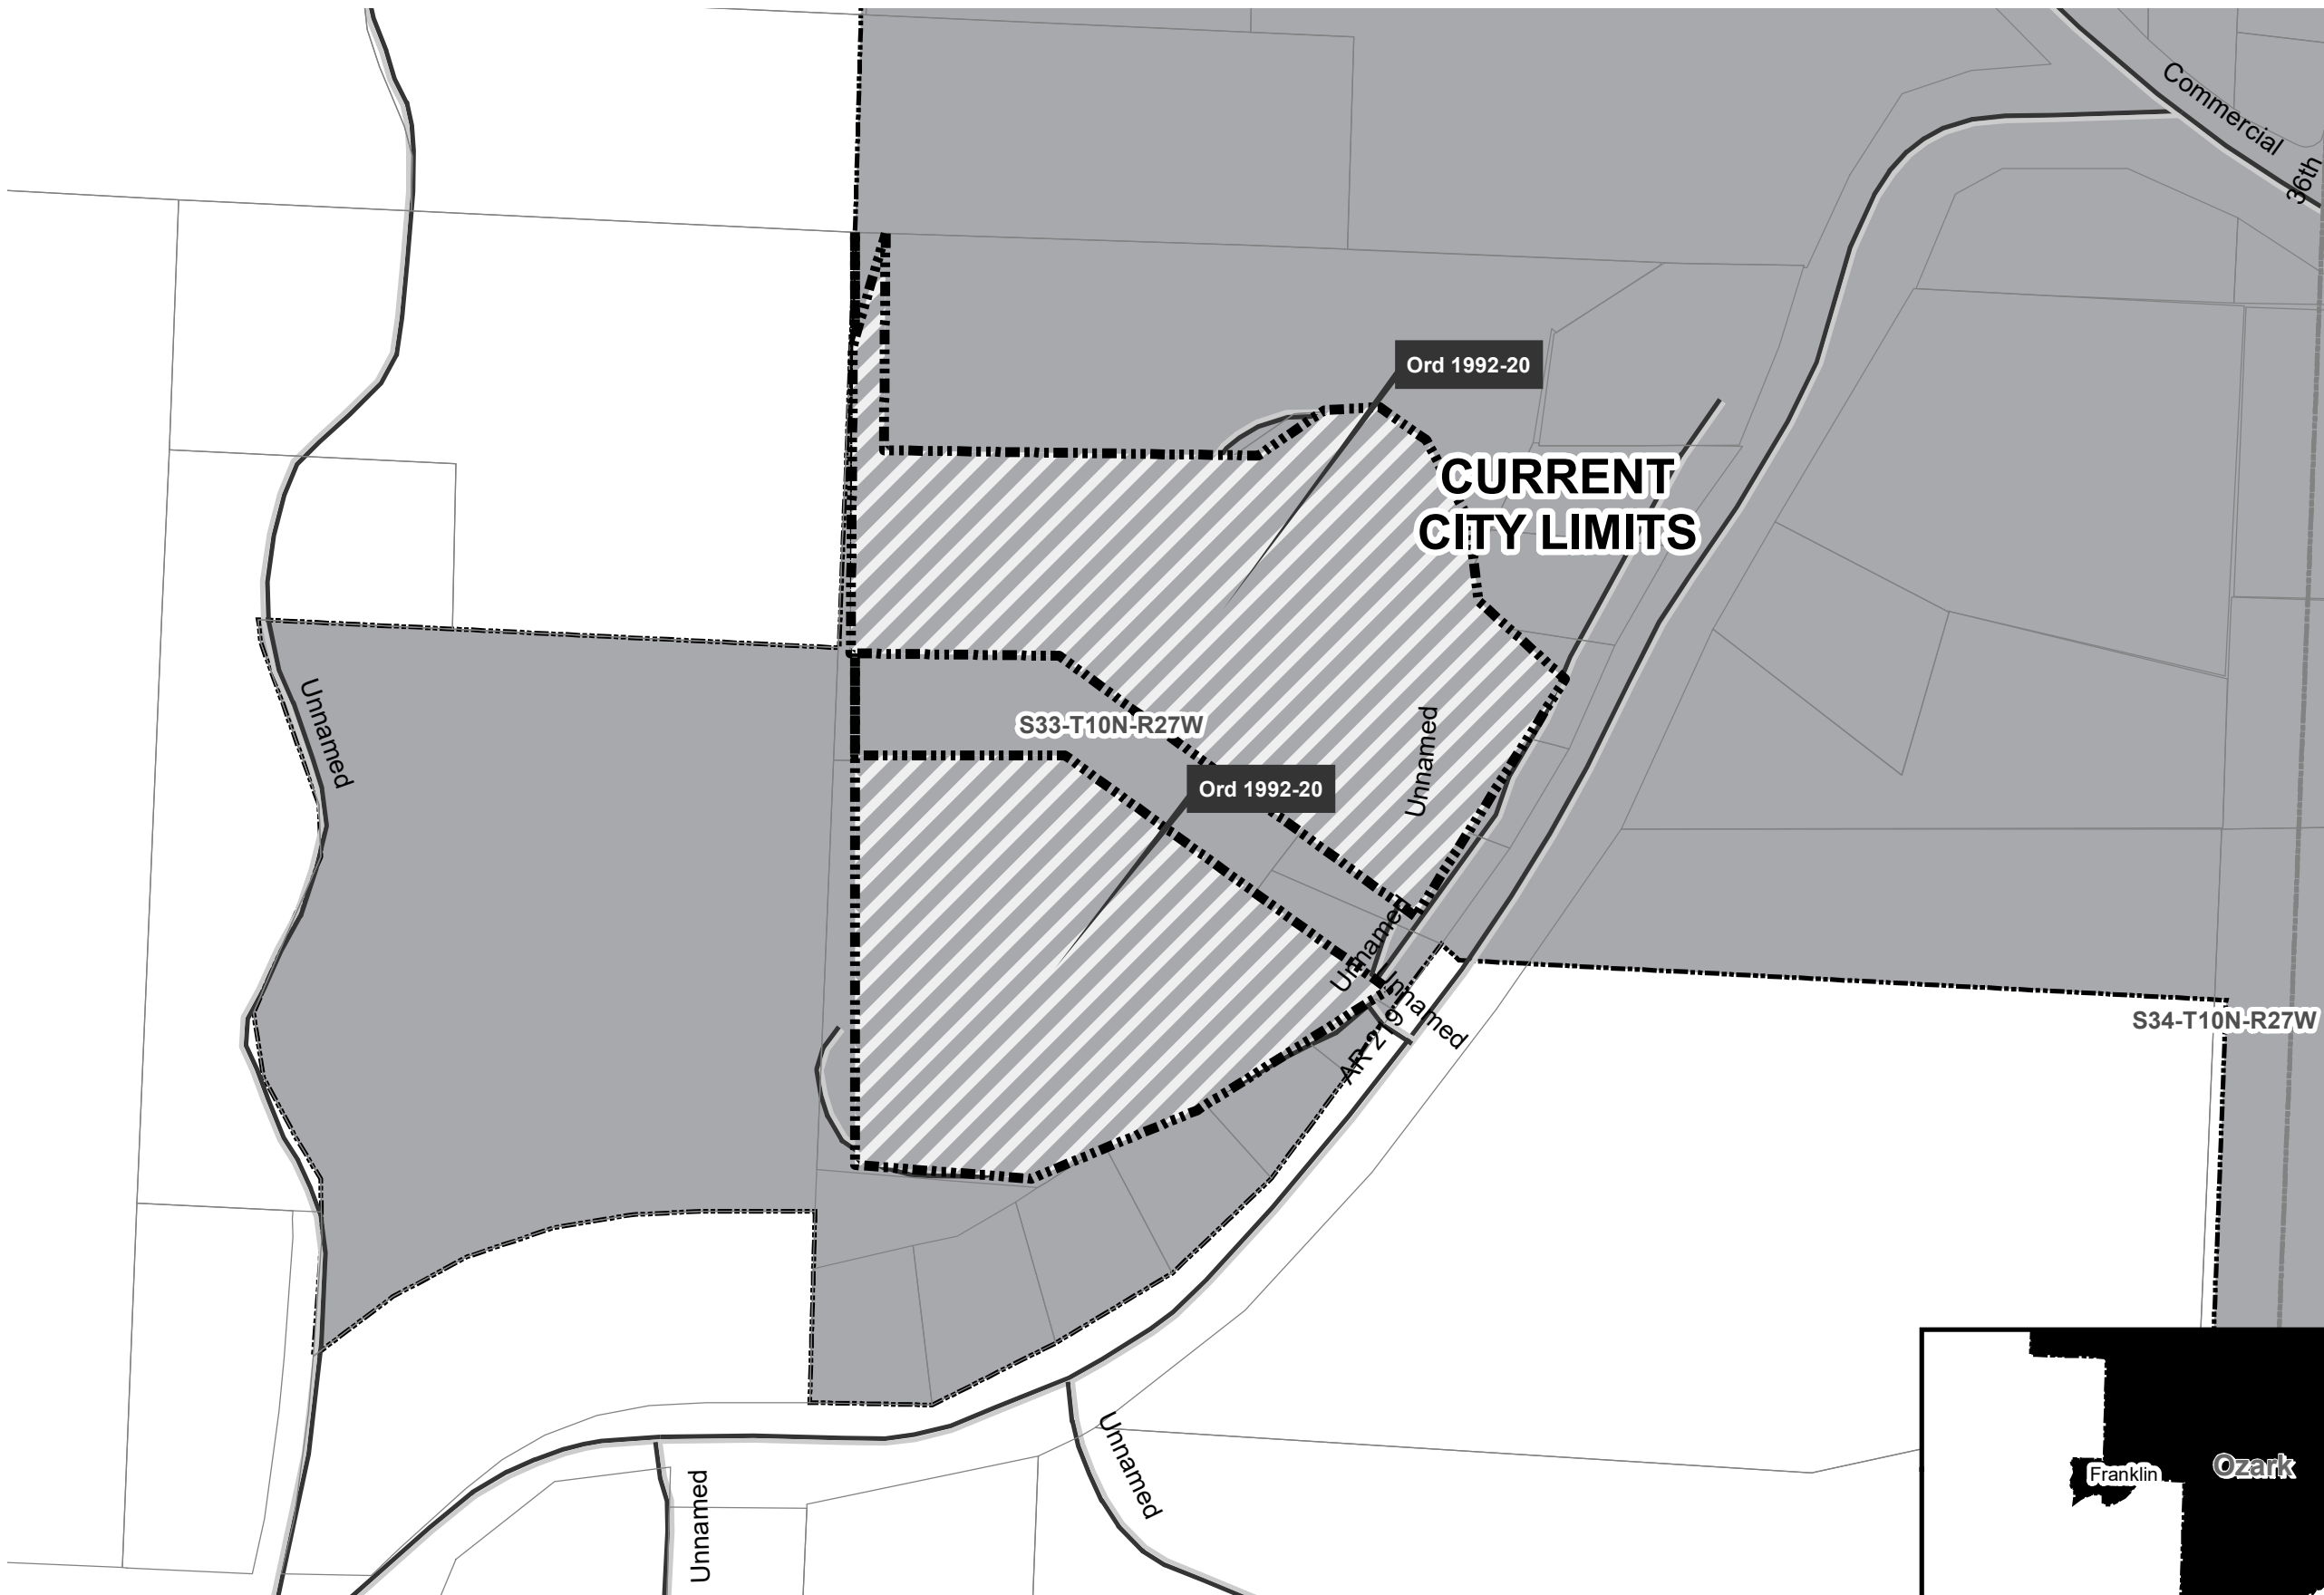 Commercial
36th
Ord 1992-20
CURRENT
CITY LIMITS
Unnamed
S33-T10N-R27W
Unnamed
Ord 1992-20
Unnamed
Unnamed
AR 219
S34-T10N-R27W
Unnamed
Unnamed
Franklin
Ozark